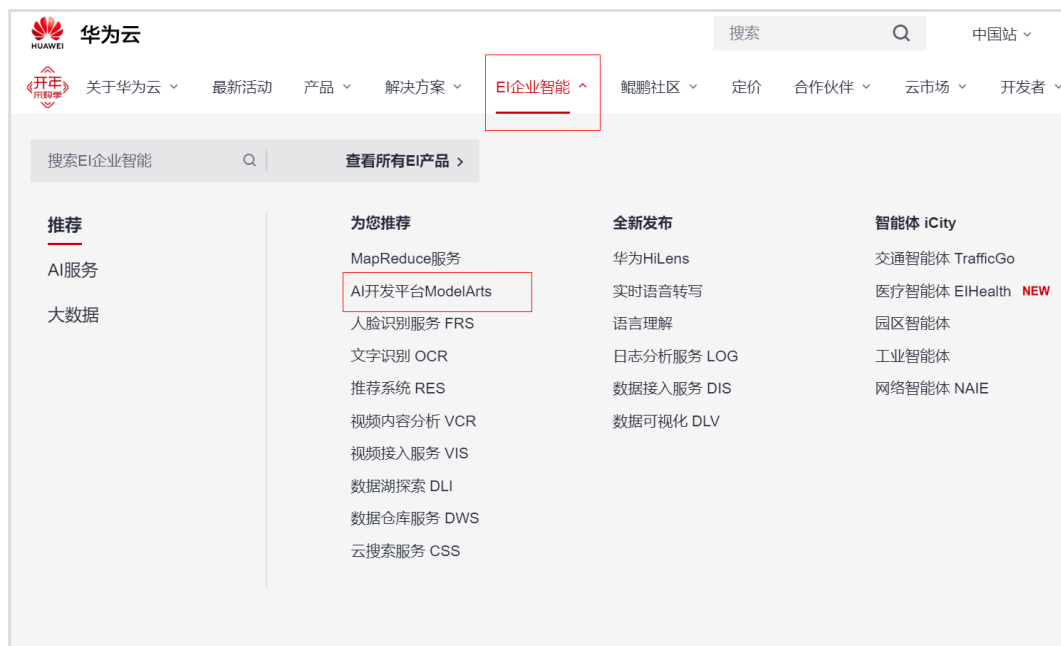 HUAWEI 华为云 搜索 中国站
开年采购季 关于华为云 最新活动 产品 解决方案 EI企业智能 鲲鹏社区 定价 合作伙伴 云市场 开发者
搜索EI企业智能 查看所有EI产品 >
推荐
AI服务
大数据
为您推荐
MapReduce服务
AI开发平台ModelArts
人脸识别服务 FRS
文字识别 OCR
推荐系统 RES
视频内容分析 VCR
视频接入服务 VIS
数据湖探索 DLI
数据仓库服务 DWS
云搜索服务 CSS
全新发布
华为HiLens
实时语音转写
语言理解
日志分析服务 LOG
数据接入服务 DIS
数据可视化 DLV
智能体 iCity
交通智能体 TrafficGo
医疗智能体 EIHealth NEW
园区智能体
工业智能体
网络智能体 NAIE